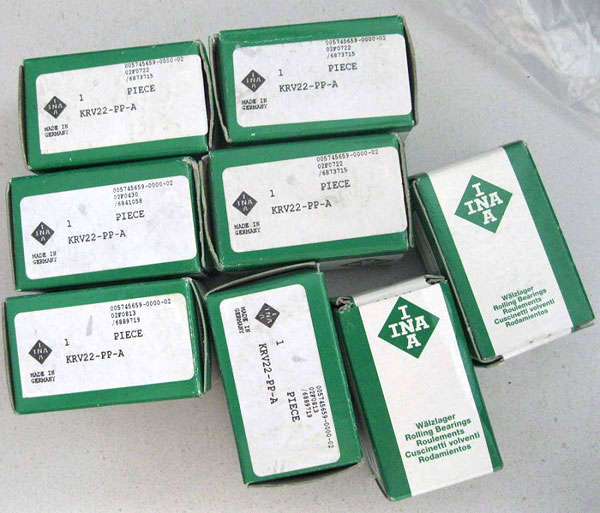 005745659-0000-02
02F0722
/6873715
1 PIECE
KRV22-PP-A
INA
MADE IN
GERMANY
005745659-0000-02
02F0722
/6873715
1 PIECE
KRV22-PP-A
INA
MADE IN
GERMANY
005745659-0000-02
02F0430
/6841058
1 PIECE
KRV22-PP-A
INA
MADE IN
GERMANY
005745659-0000-02
02F0722
/6873715
1 PIECE
KRV22-PP-A
INA
MADE IN
GERMANY
I
INA
A
Wälzlager
Rolling Bearings
Roulements
Cuscinetti volventi
Rodamientos
005745659-0000-02
02F0813
/6889719
1 PIECE
KRV22-PP-A
INA
MADE IN
GERMANY
005745659-0000-02
02F0813
/6889719
1 PIECE
KRV22-PP-A
INA
MADE IN
GERMANY
I
INA
A
Wälzlager
Rolling Bearings
Roulements
Cuscinetti volventi
Rodamientos